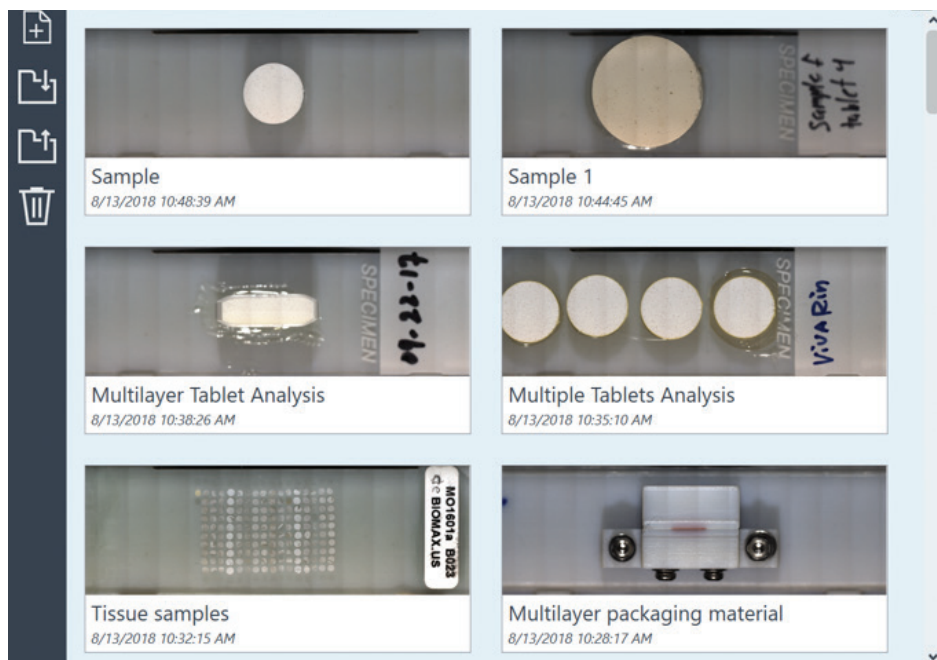 SPECIMEN
sample f
tablet 4
Sample
8/13/2018 10:48:39 AM
Sample 1
8/13/2018 10:44:45 AM
SPECIMEN
SPECIMEN
ViVARin
Multilayer Tablet Analysis
8/13/2018 10:38:26 AM
Multiple Tablets Analysis
8/13/2018 10:35:10 AM
MO1601a B023
BIOMAX.US
Tissue samples
8/13/2018 10:32:15 AM
Multilayer packaging material
8/13/2018 10:28:17 AM